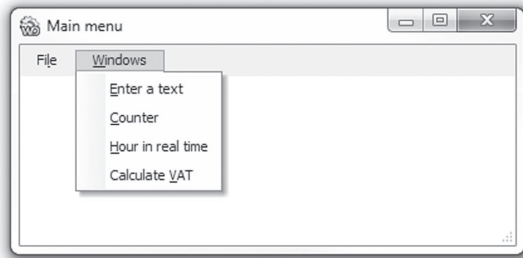 Main menu
File Windows
Enter a text
Counter
Hour in real time
Calculate VAT